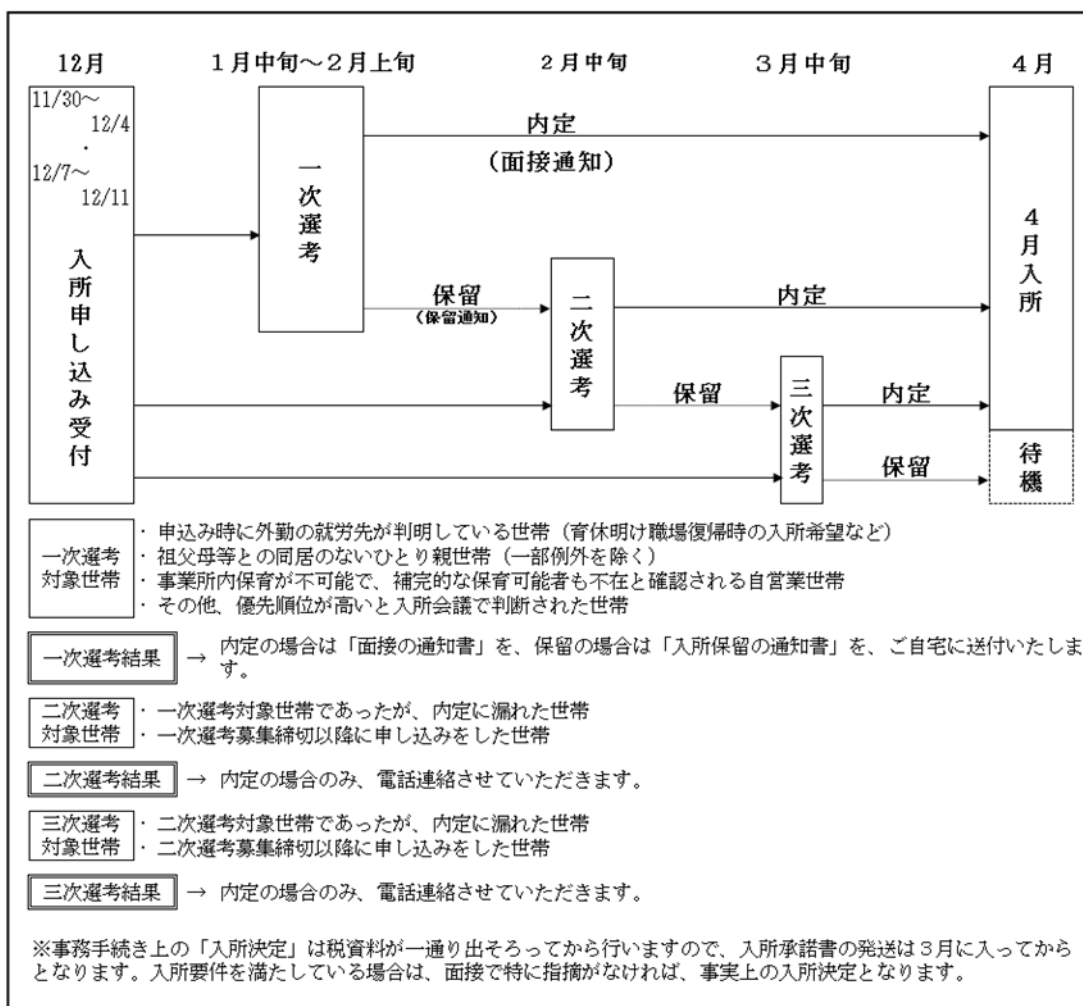 12月
1月中旬～2月上旬
2月中旬
3月中旬
4月
11/30～
12/4
・
12/7～
12/11
入所申し込み受付
一次選考
内定
(面接通知)
保留
(保留通知)
二次選考
内定
保留
三次選考
内定
保留
4月入所
待機
一次選考
対象世帯
・ 申込み時に外勤の就労先が判明している世帯（育休明け職場復帰時の入所希望など）
・ 祖父母等との同居のないひとり親世帯（一部例外を除く）
・ 事業所内保育が不可能で、補完的な保育可能者も不在と確認される自営業世帯
・ その他、優先順位が高いと入所会議で判断された世帯
一次選考結果 → 内定の場合は「面接の通知書」を、保留の場合は「入所保留の通知書」を、ご自宅に送付いたしま
す。
二次選考
対象世帯
・ 一次選考対象世帯であったが、内定に漏れた世帯
・ 一次選考募集締切以降に申し込みをした世帯
二次選考結果 → 内定の場合のみ、電話連絡させていただきます。
三次選考
対象世帯
・ 二次選考対象世帯であったが、内定に漏れた世帯
・ 二次選考募集締切以降に申し込みをした世帯
三次選考結果 → 内定の場合のみ、電話連絡させていただきます。
※事務手続き上の「入所決定」は税資料が一通り出そろってから行いますので、入所承諾書の発送は３月に入ってから
となります。入所要件を満たしている場合は、面接で特に指摘がなければ、事実上の入所決定となります。